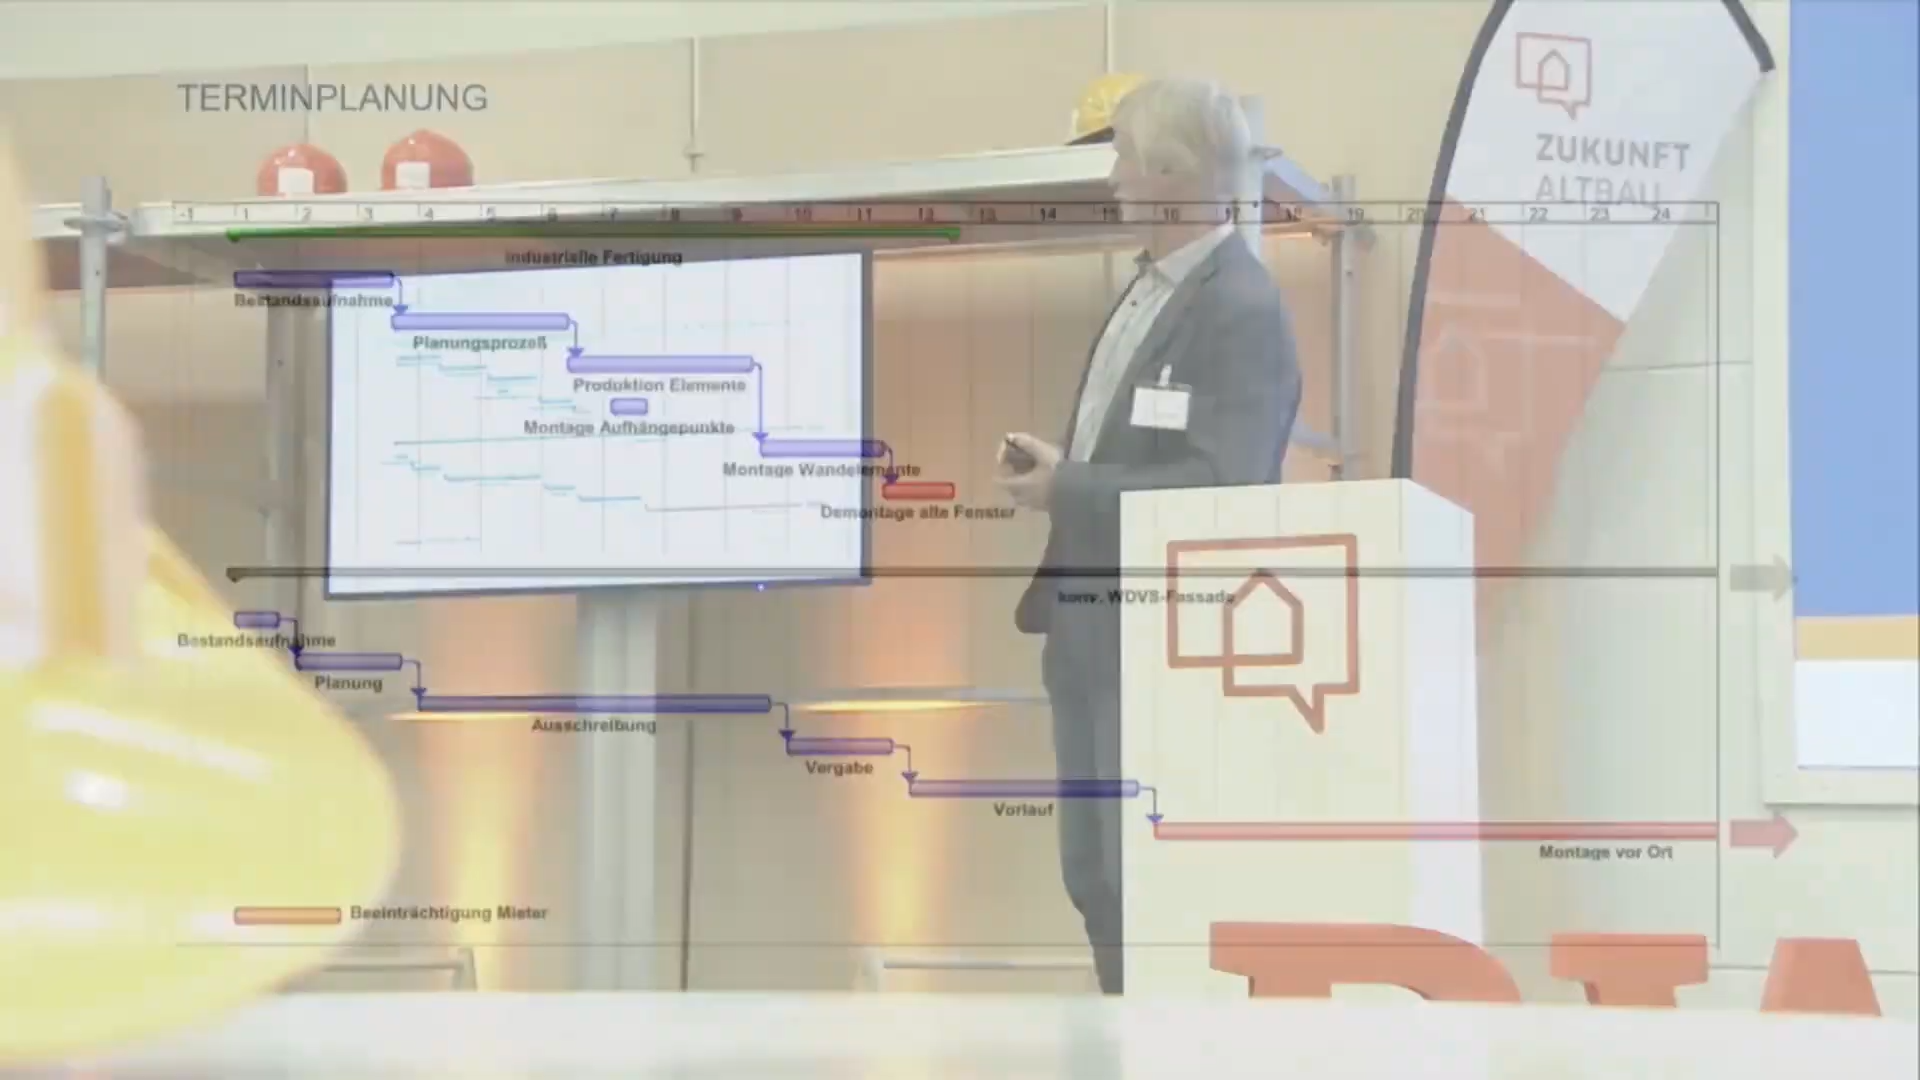 TERMINPLANUNG
ZUKUNFT
ALTBAU
-1 1 2 3 4 5 6 7 8 9 10 11 12 13 14 15 16 17 18 19 20 21 22 23 24
Industrielle Fertigung
Bestandsaufnahme
Planungsprozeß
Produktion Elemente
Montage Aufhängepunkte
Montage Wandelemente
Demontage alte Fenster
konv. WDVS-Fassade
Bestandsaufnahme
Planung
Ausschreibung
Vergabe
Vorlauf
Montage vor Ort
Beeinträchtigung Mieter